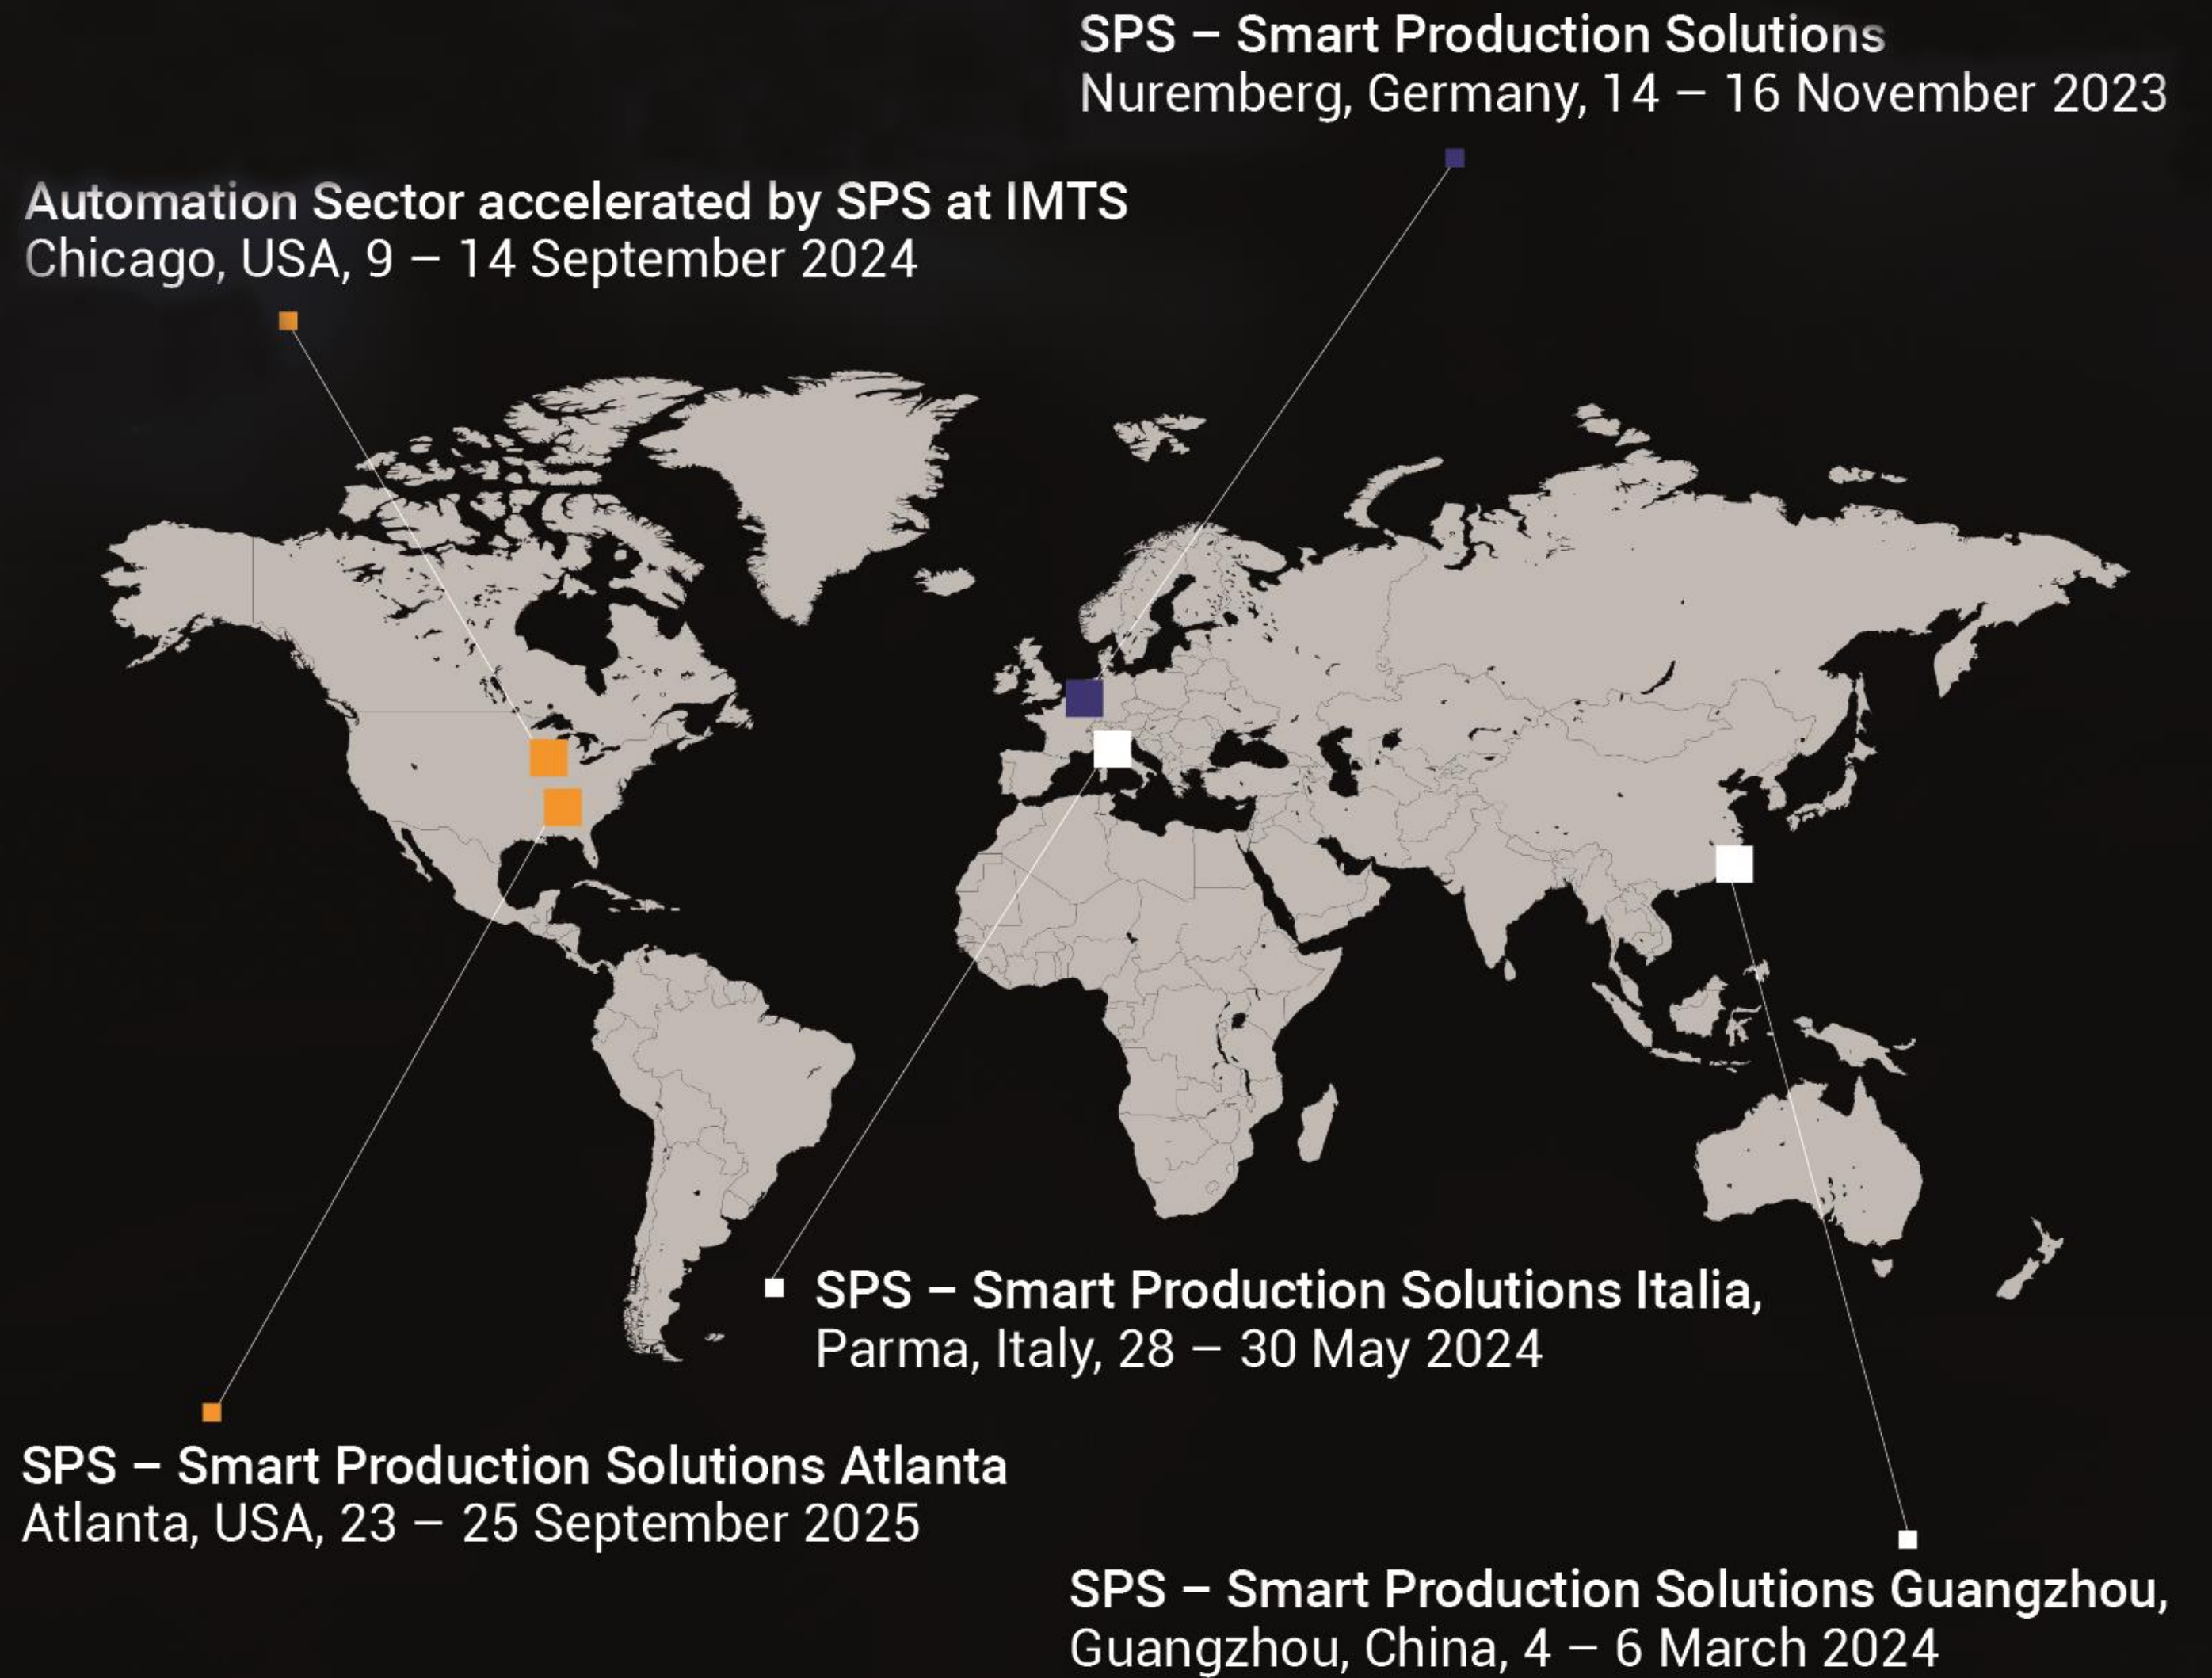 SPS – Smart Production Solutions
Nuremberg, Germany, 14 – 16 November 2023
Automation Sector accelerated by SPS at IMTS
Chicago, USA, 9 – 14 September 2024
SPS – Smart Production Solutions Italia,
Parma, Italy, 28 – 30 May 2024
SPS – Smart Production Solutions Atlanta
Atlanta, USA, 23 – 25 September 2025
SPS – Smart Production Solutions Guangzhou,
Guangzhou, China, 4 – 6 March 2024